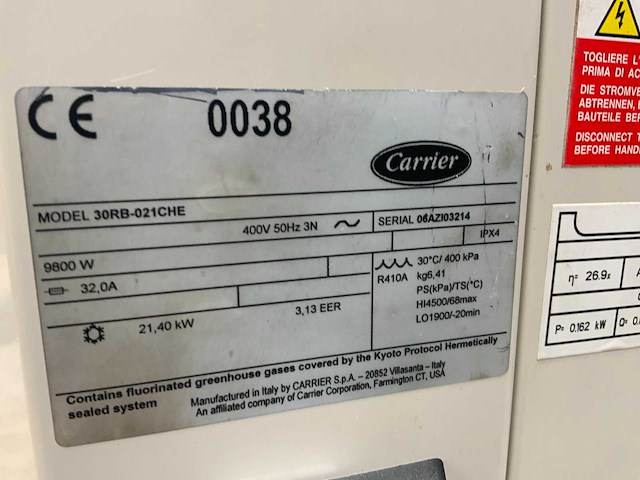 CE 0038
Carrier
MODEL 30RB-021CHE
400V 50Hz 3N
SERIAL 06AZI03214
IPX4
9800 W
32,0A
30°C/ 400 kPa
R410A kg6,41
PS(kPa)/TS(°C)
HI4500/68max
LO1900/-20min
3,13 EER
21,40 kW
Contains fluorinated greenhouse gases covered by the Kyoto Protocol Hermetically
sealed system
Manufactured in Italy by CARRIER S.p.A. – 20852 Villasanta – Italy
An affiliated company of Carrier Corporation, Farmington CT, USA
TOGLIERE
PRIMA DI
DIE
ABTRENNEN,
BAUTEILE
DISCONNECT
BEFORE
η= 26.9%
P= 0.162 kW